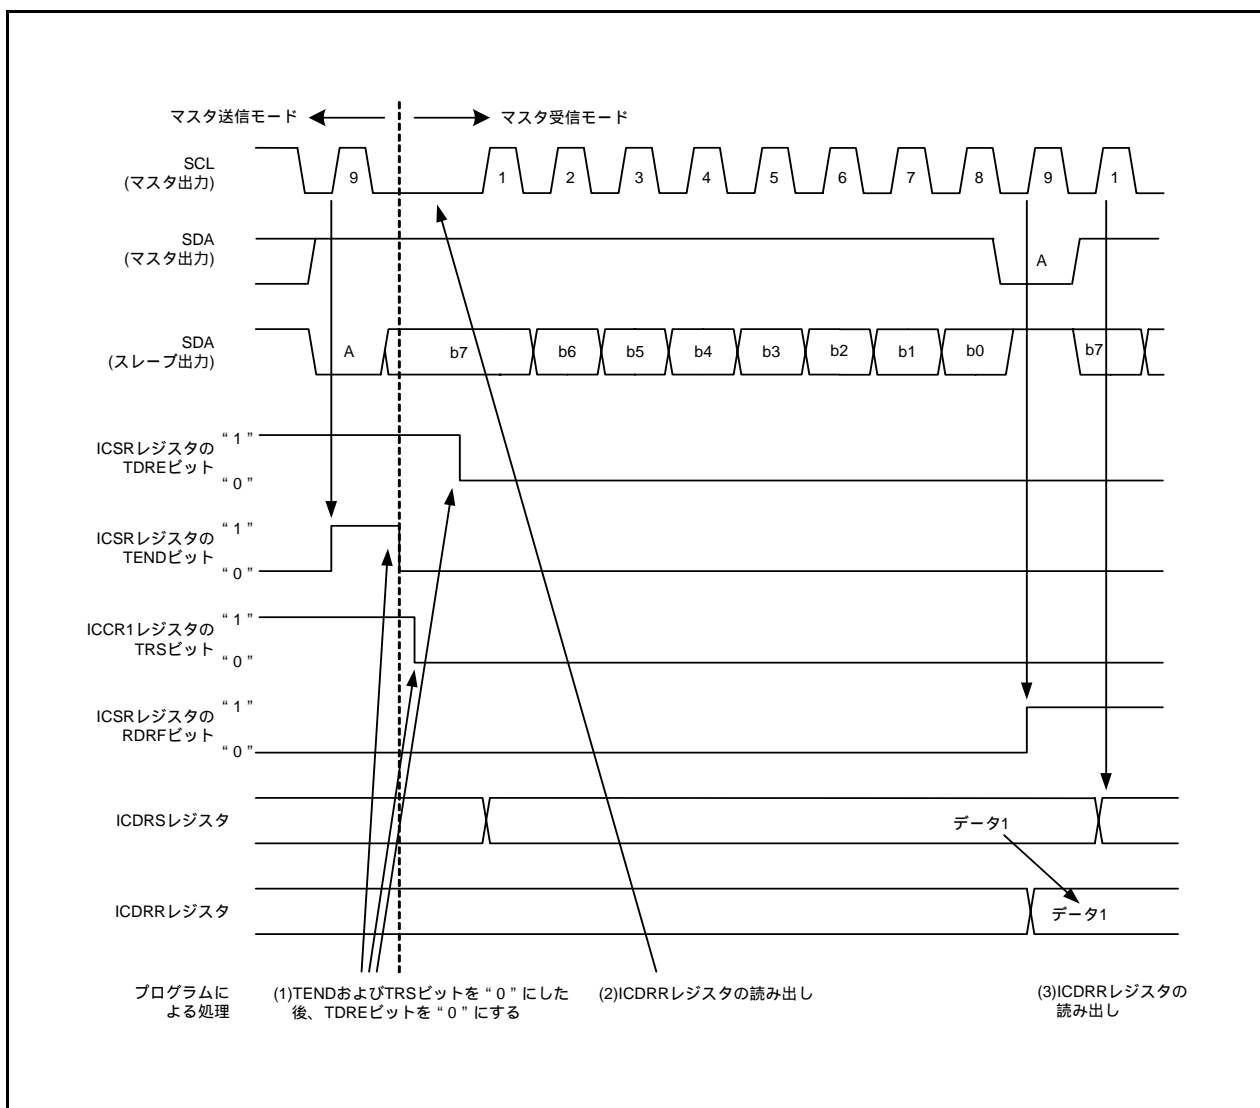 マスタ送信モード
マスタ受信モード
SCL
(マスタ出力)
9
1
2
3
4
5
6
7
8
9
1
SDA
(マスタ出力)
A
SDA
(スレーブ出力)
A
b7
b6
b5
b4
b3
b2
b1
b0
b7
ICSRレジスタの
TDREビット
“1”
“0”
ICSRレジスタの
TENDビット
“1”
“0”
ICCR1レジスタの
TRSビット
“1”
“0”
ICSRレジスタの
RDRFビット
“1”
“0”
ICDRSレジスタ
データ1
ICDRRレジスタ
データ1
プログラムに
よる処理
(1)TENDおよびTRSビットを“0”にした
後、TDREビットを“0”にする
(2)ICDRRレジスタの読み出し
(3)ICDRRレジスタの
読み出し